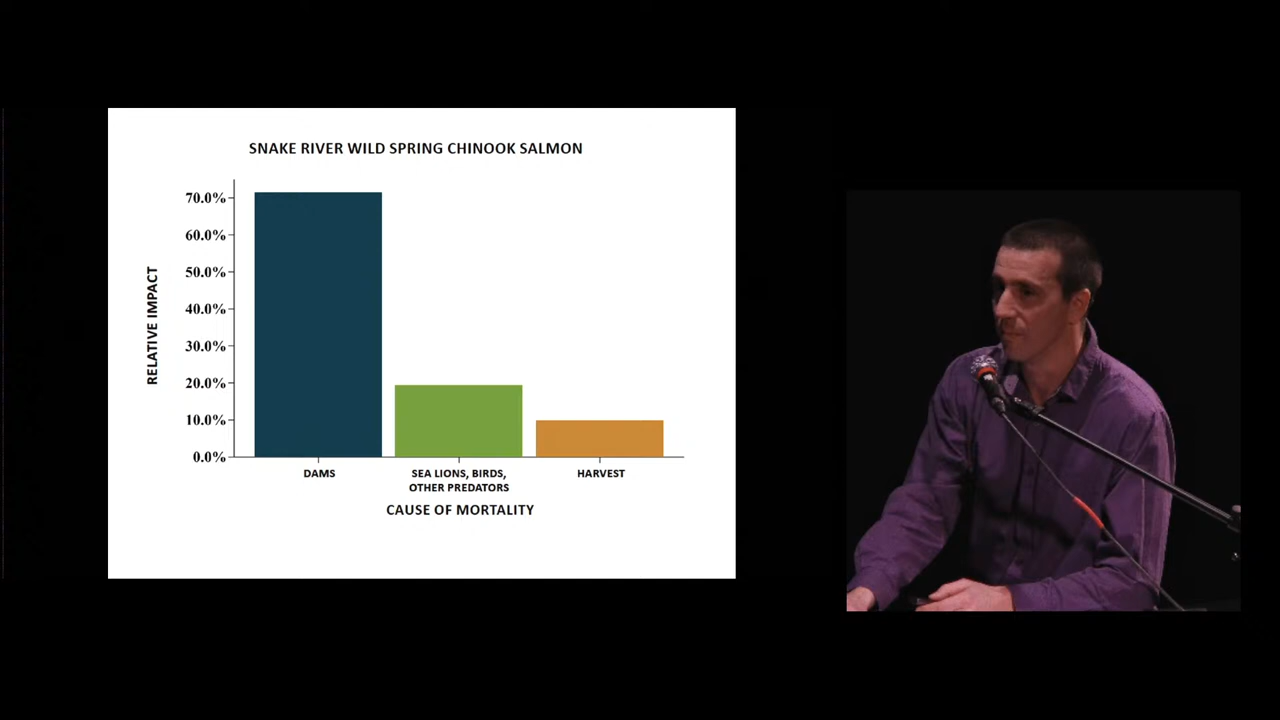 SNAKE RIVER WILD SPRING CHINOOK SALMON
RELATIVE IMPACT
70.0%
60.0%
50.0%
40.0%
30.0%
20.0%
10.0%
0.0%
DAMS
SEA LIONS, BIRDS,
OTHER PREDATORS
HARVEST
CAUSE OF MORTALITY